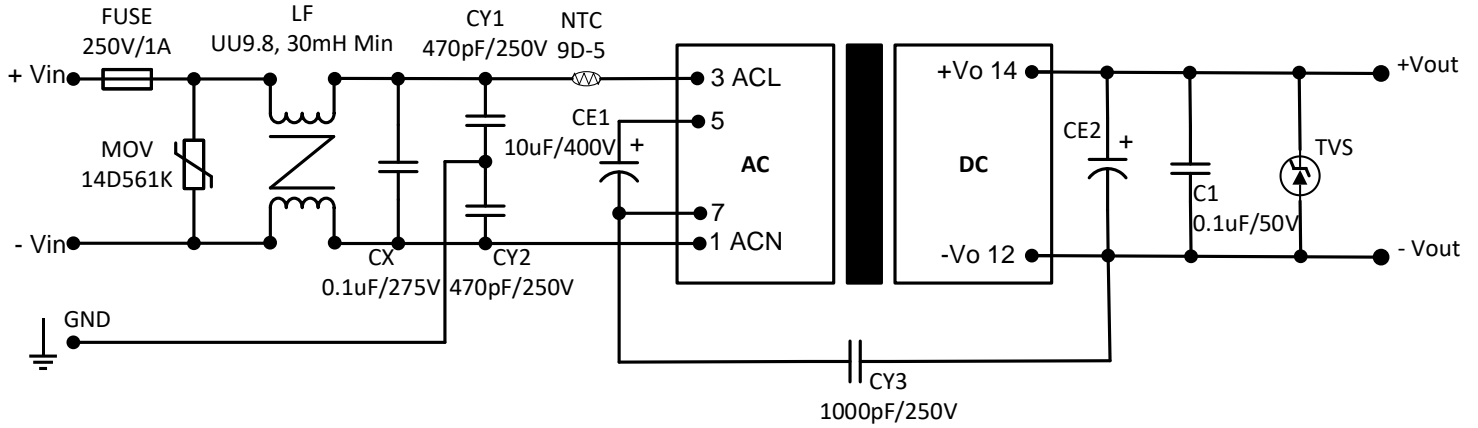 FUSE
250V/1A
LF
UU9.8, 30mH Min
CY1
470pF/250V
NTC
9D-5
+ Vin
MOV
14D561K
- Vin
CX
0.1uF/275V
CY2
470pF/250V
GND
CE1
10uF/400V
+
3 ACL
5
AC
7
1 ACN
+Vo 14
DC
-Vo 12
CE2
+
C1
0.1uF/50V
TVS
+Vout
- Vout
CY3
1000pF/250V